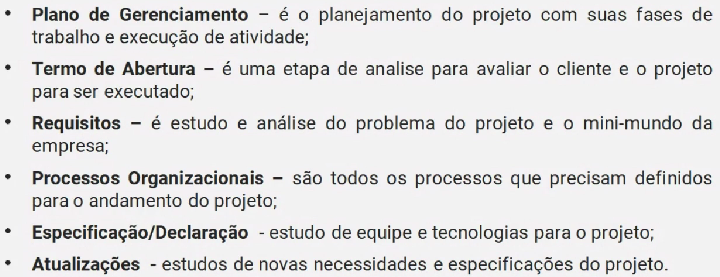 • Plano de Gerenciamento – é o planejamento do projeto com suas fases de
trabalho e execução de atividade;
• Termo de Abertura – é uma etapa de analise para avaliar o cliente e o projeto
para ser executado;
• Requisitos – é estudo e análise do problema do projeto e o mini-mundo da
empresa;
• Processos Organizacionais – são todos os processos que precisam definidos
para o andamento do projeto;
• Especificação/Declaração - estudo de equipe e tecnologias para o projeto;
• Atualizações - estudos de novas necessidades e especificações do projeto.